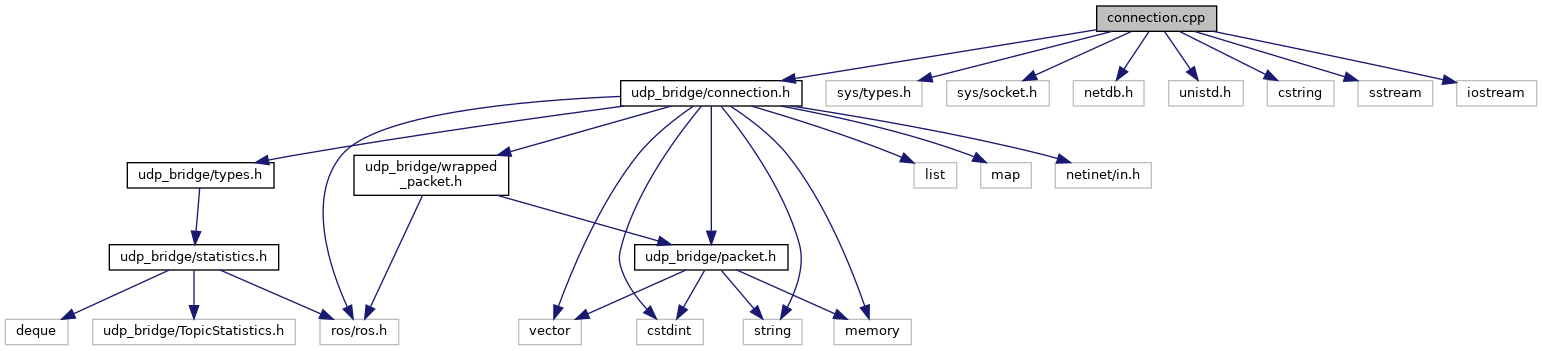 connection.cpp
udp_bridge/connection.h
sys/types.h
sys/socket.h
netdb.h
unistd.h
cstring
sstream
iostream
udp_bridge/types.h
udp_bridge/wrapped
_packet.h
list
map
netinet/in.h
udp_bridge/statistics.h
udp_bridge/packet.h
deque
udp_bridge/TopicStatistics.h
ros/ros.h
vector
cstdint
string
memory